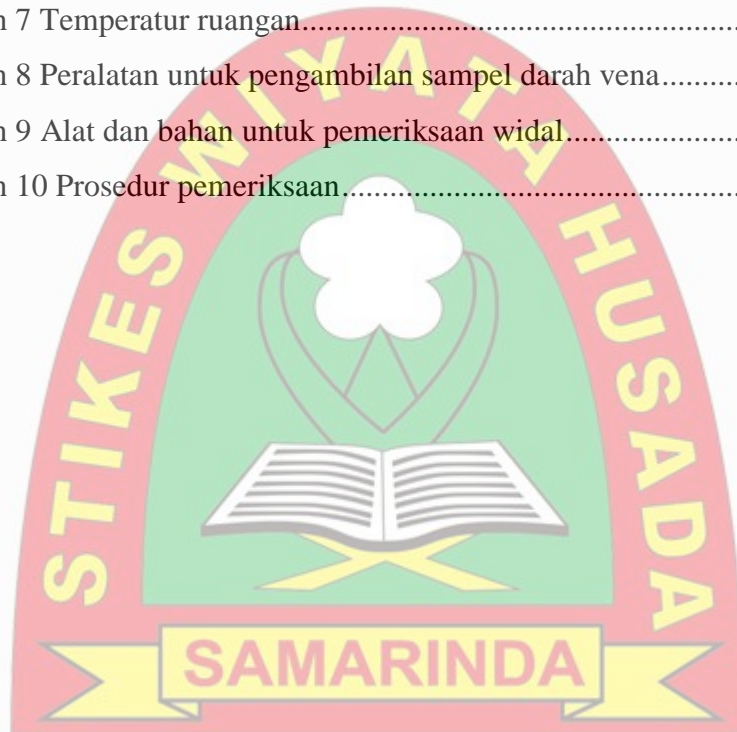 n 7 Temperatur ruangan
n 8 Peralatan untuk pengambilan sampel darah vena
n 9 Alat dan bahan untuk pemeriksaan widal
n 10 Prosedur pemeriksaan
STIKES WIYATA HUSADA
SAMARINDA